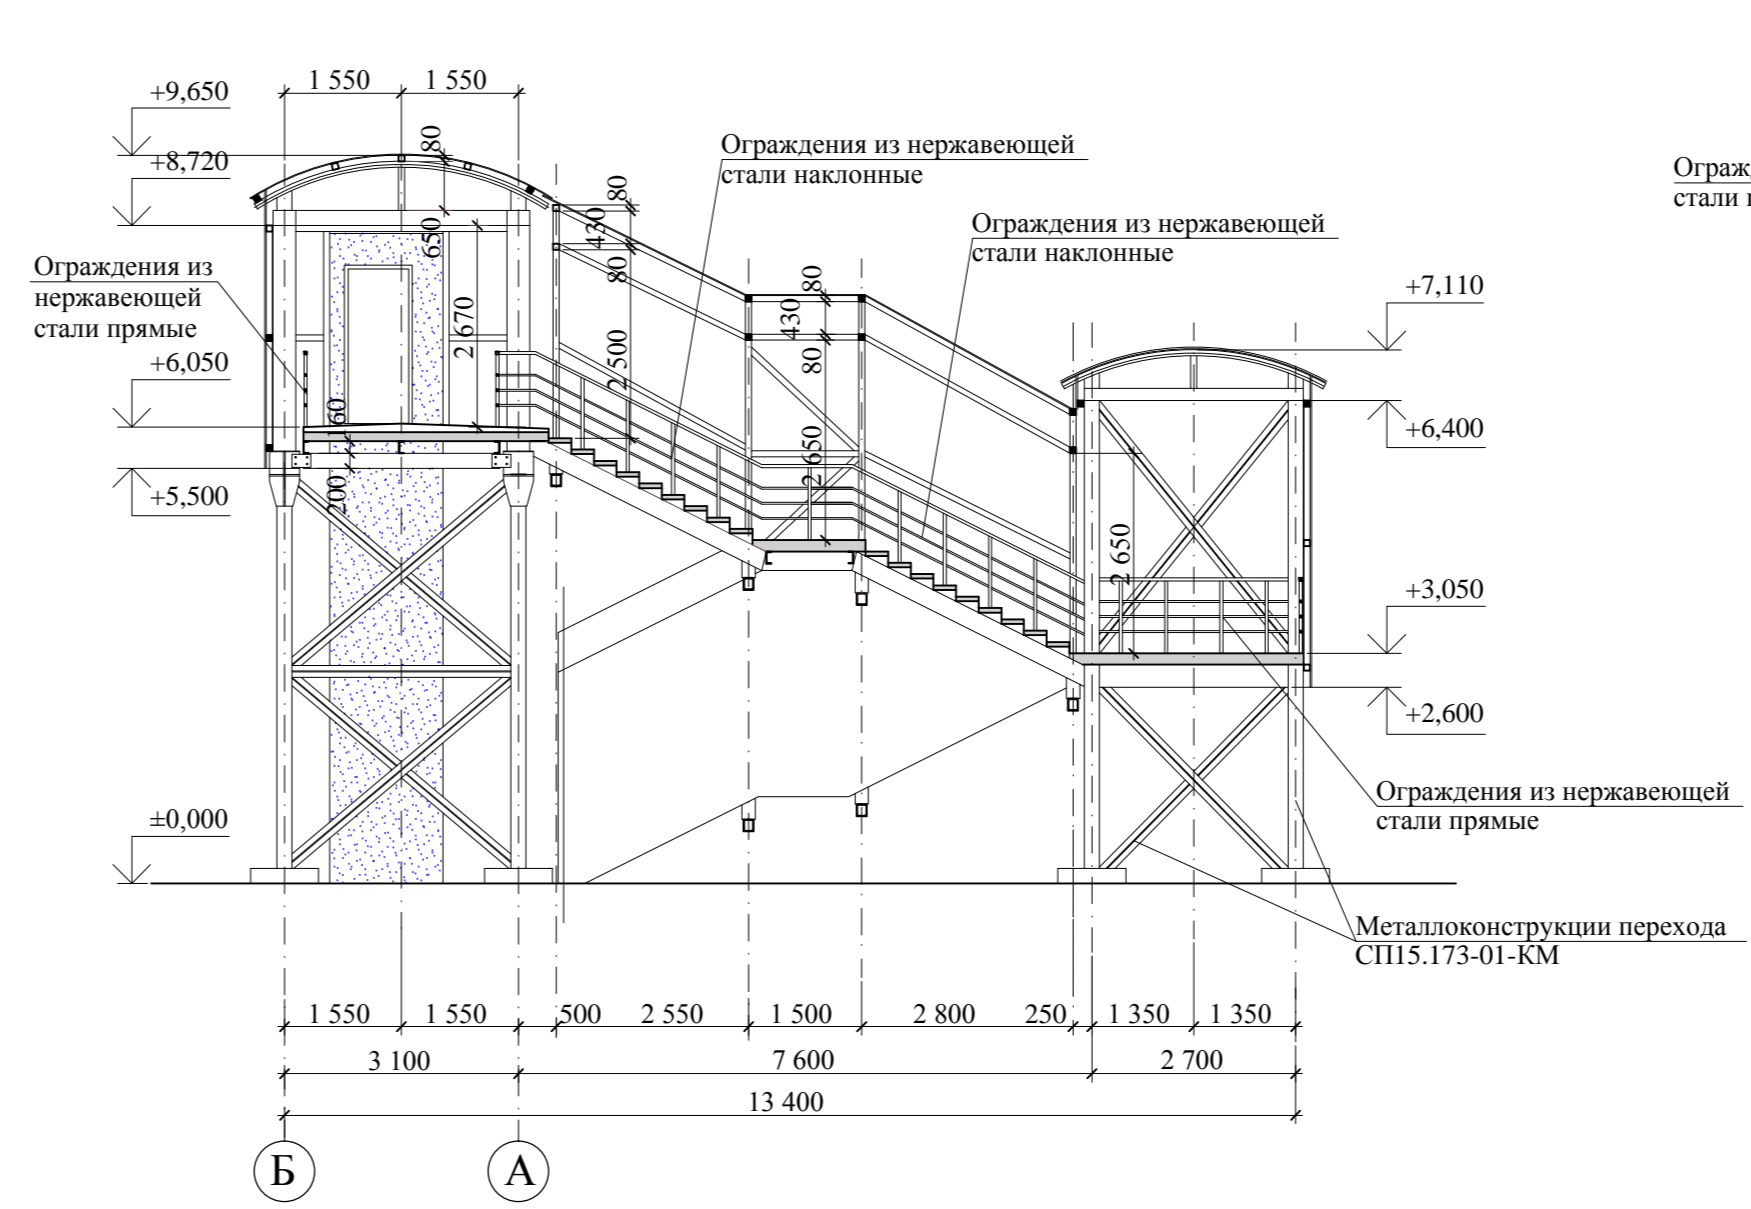 1 550
1 550
+9,650
80
Ограждения из нержавеющей
стали наклонные
+8,720
Ограж
стали
80
430
650
80
Ограждения из нержавеющей
стали наклонные
Ограждения из
нержавеющей
стали прямые
80
430
+7,110
2 670
2 500
80
+6,050
160
2 650
+6,400
+5,500
200
2 650
+3,050
+2,600
±0,000
Ограждения из нержавеющей
стали прямые
Металлоконструкции перехода
СП15.173-01-КМ
1 550
1 550
500
2 550
1 500
2 800
250
1 350
1 350
3 100
7 600
2 700
13 400
Б
А